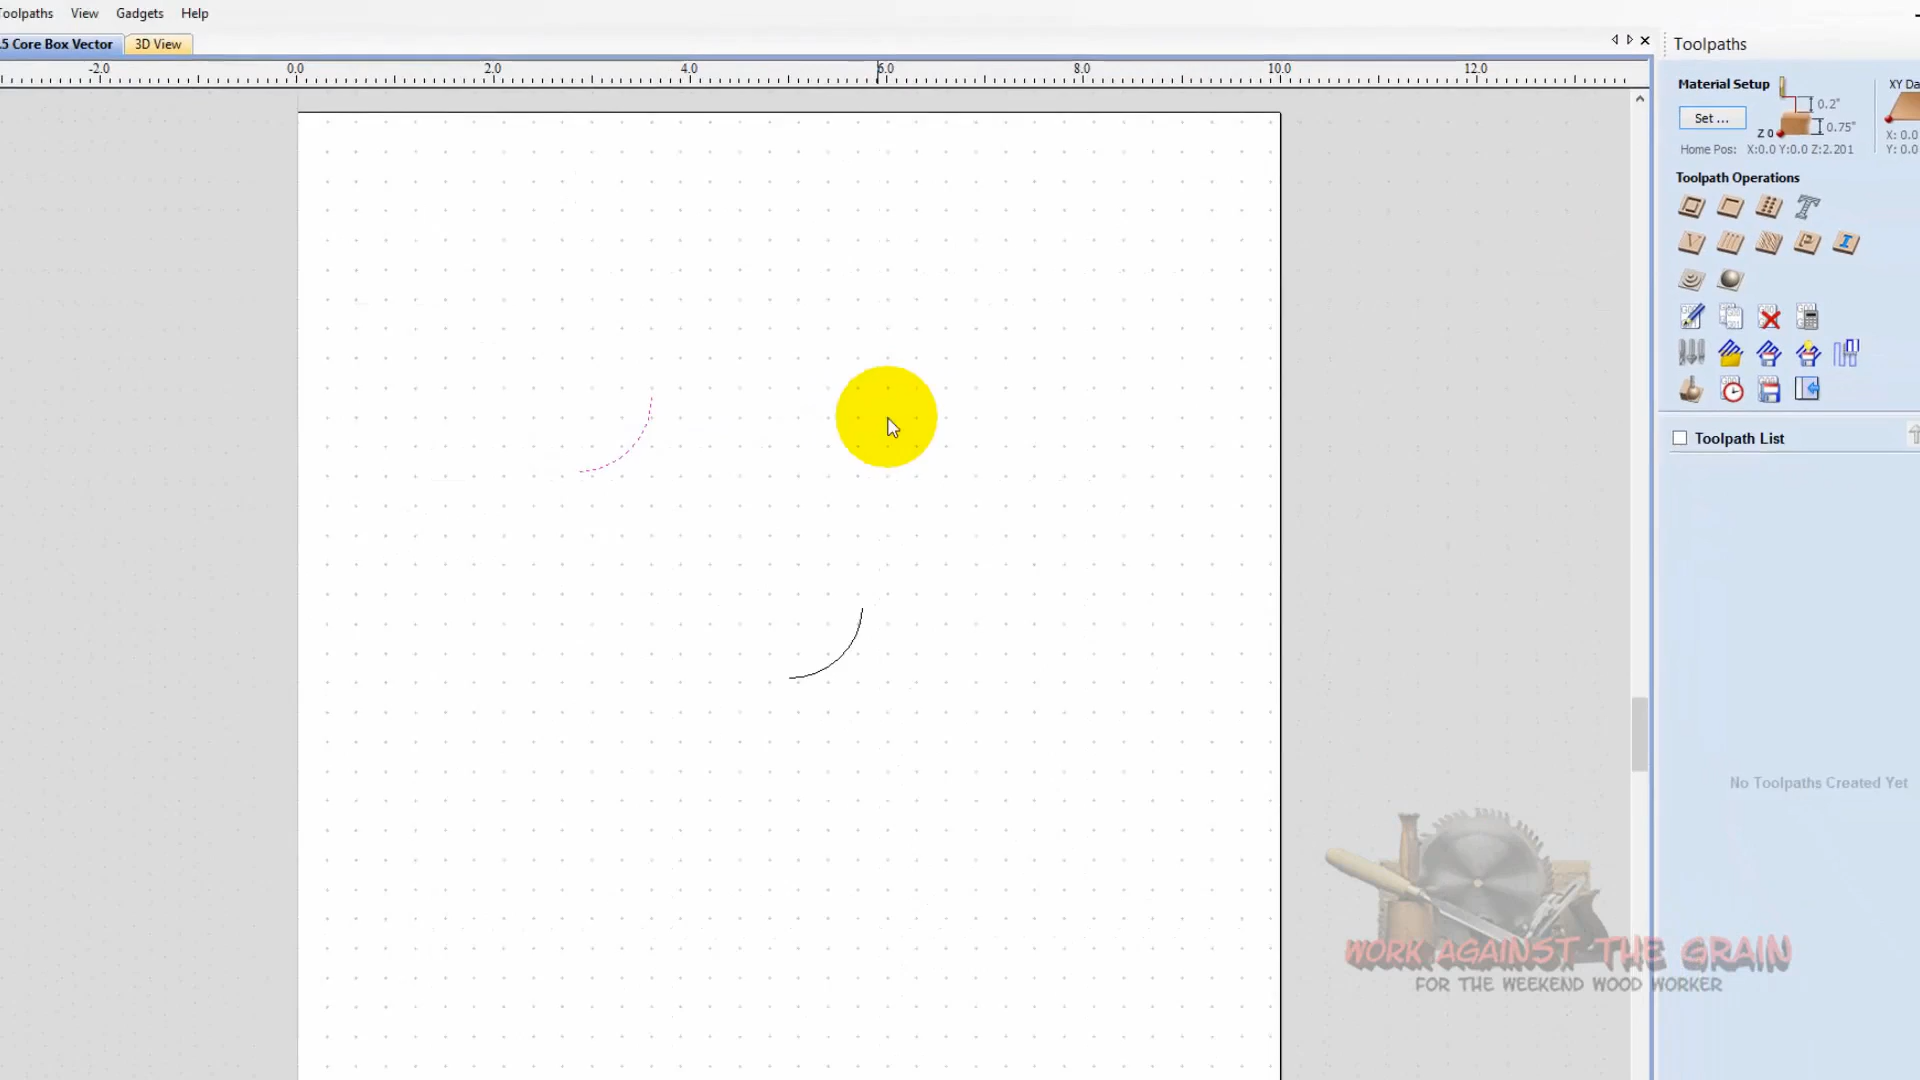 Toolpaths View Gadgets Help
.5 Core Box Vector 3D View
-2.0 0.0 2.0 4.0 6.0 8.0 10.0 12.0
Toolpaths
Material Setup
Set ...
0.2"
Z 0
0.75"
Home Pos: X:0.0 Y:0.0 Z:2.201
XY Da
X: 0.0
Y: 0.0
Toolpath Operations
Toolpath List
No Toolpaths Created Yet
WORK AGAINST THE GRAIN
FOR THE WEEKEND WOOD WORKER